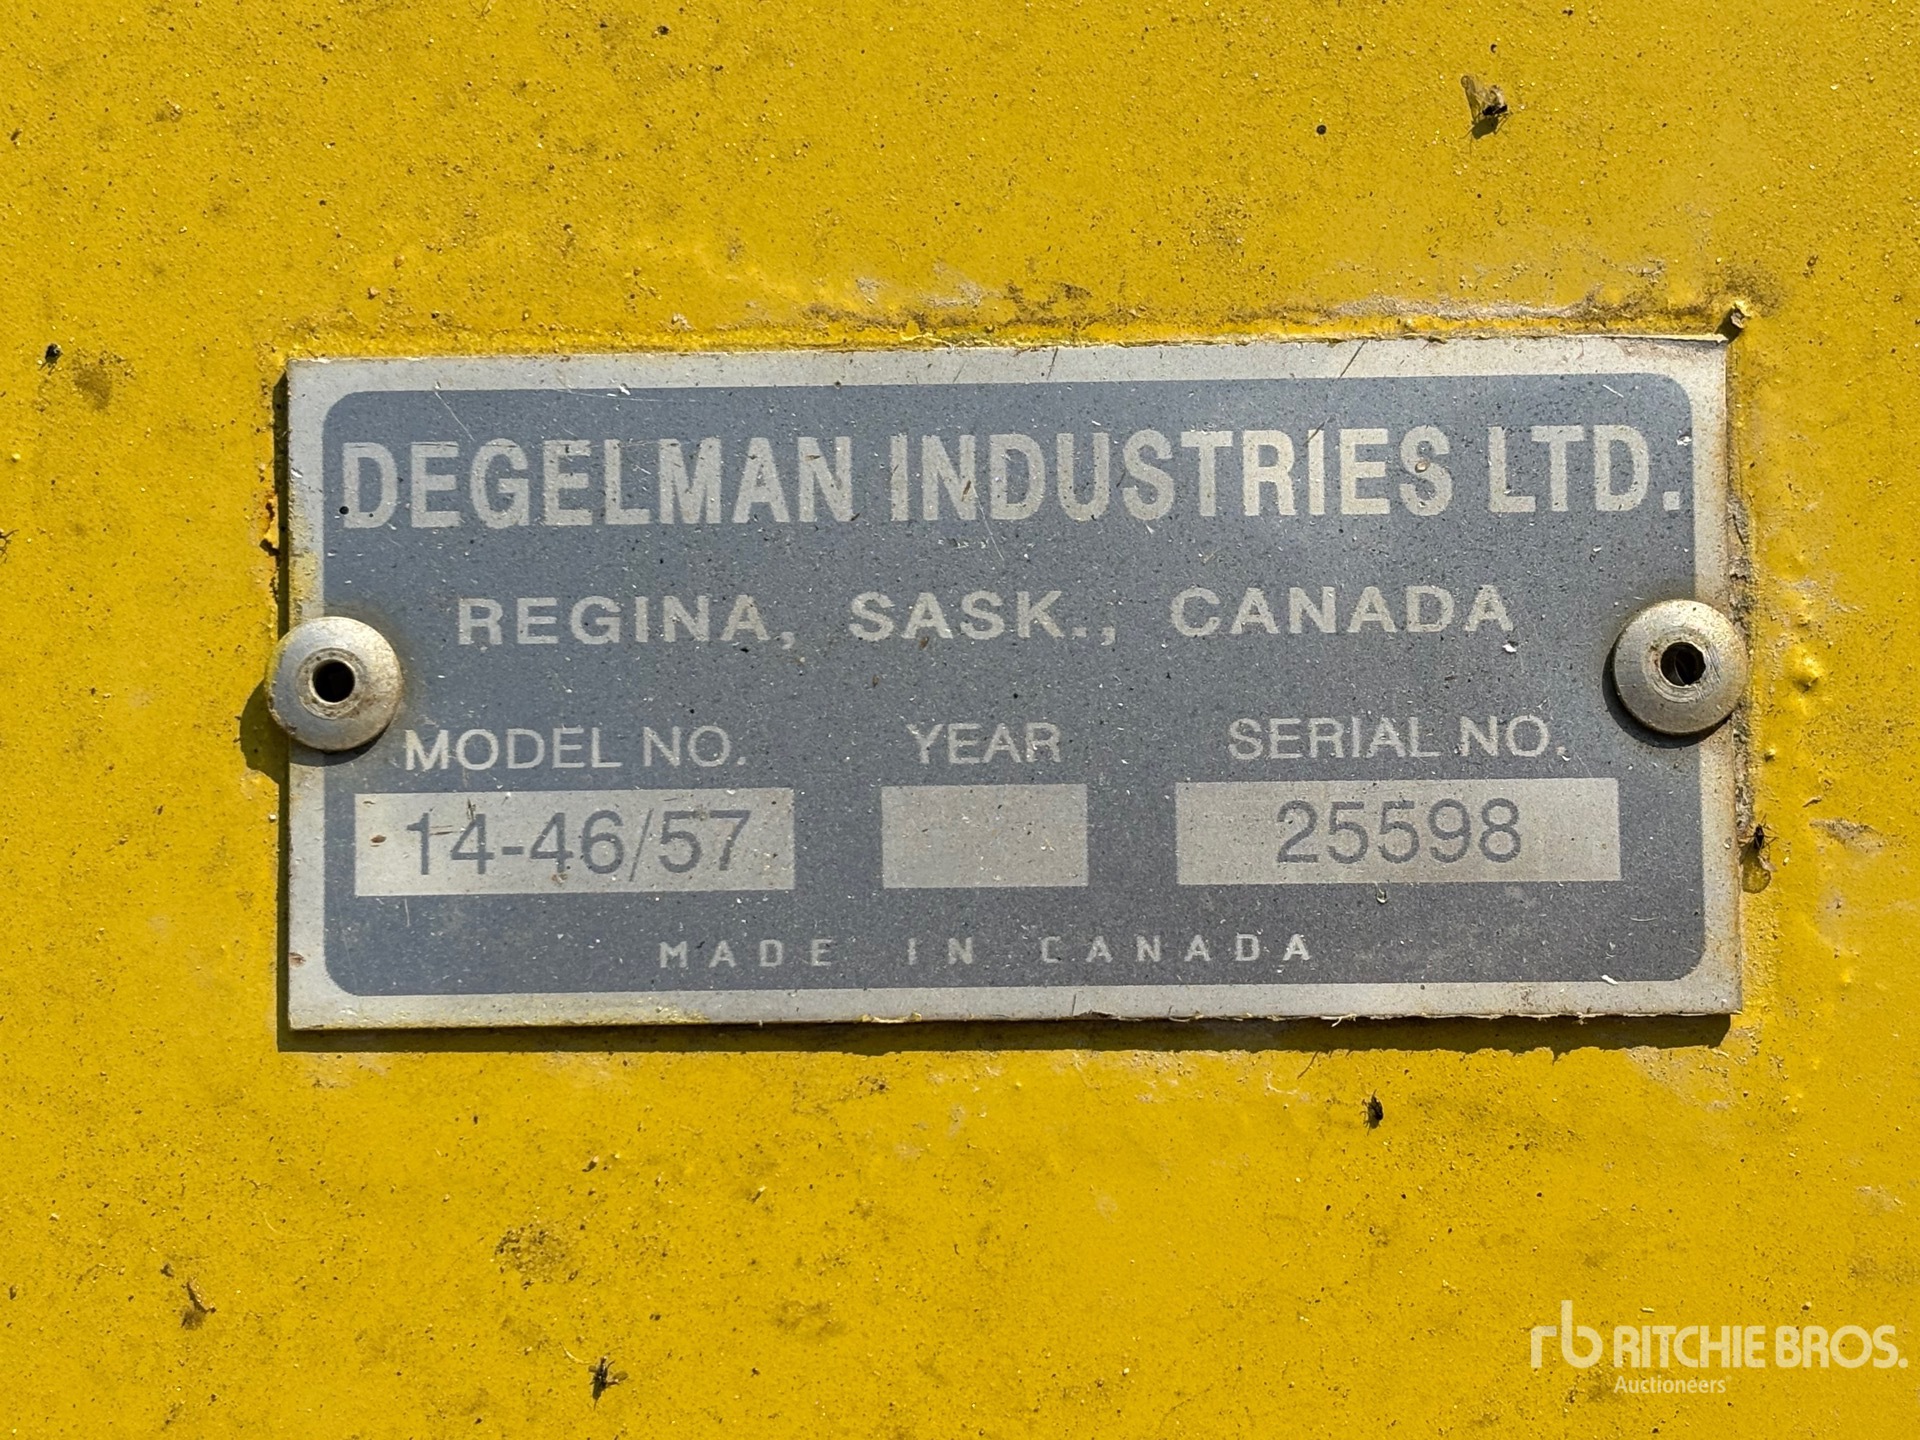 DEGELMAN INDUSTRIES LTD.
REGINA, SASK., CANADA
MODEL NO. YEAR SERIAL NO.
14-46/57 25598
MADE IN CANADA
rb RITCHIE BROS.
Auctioneers